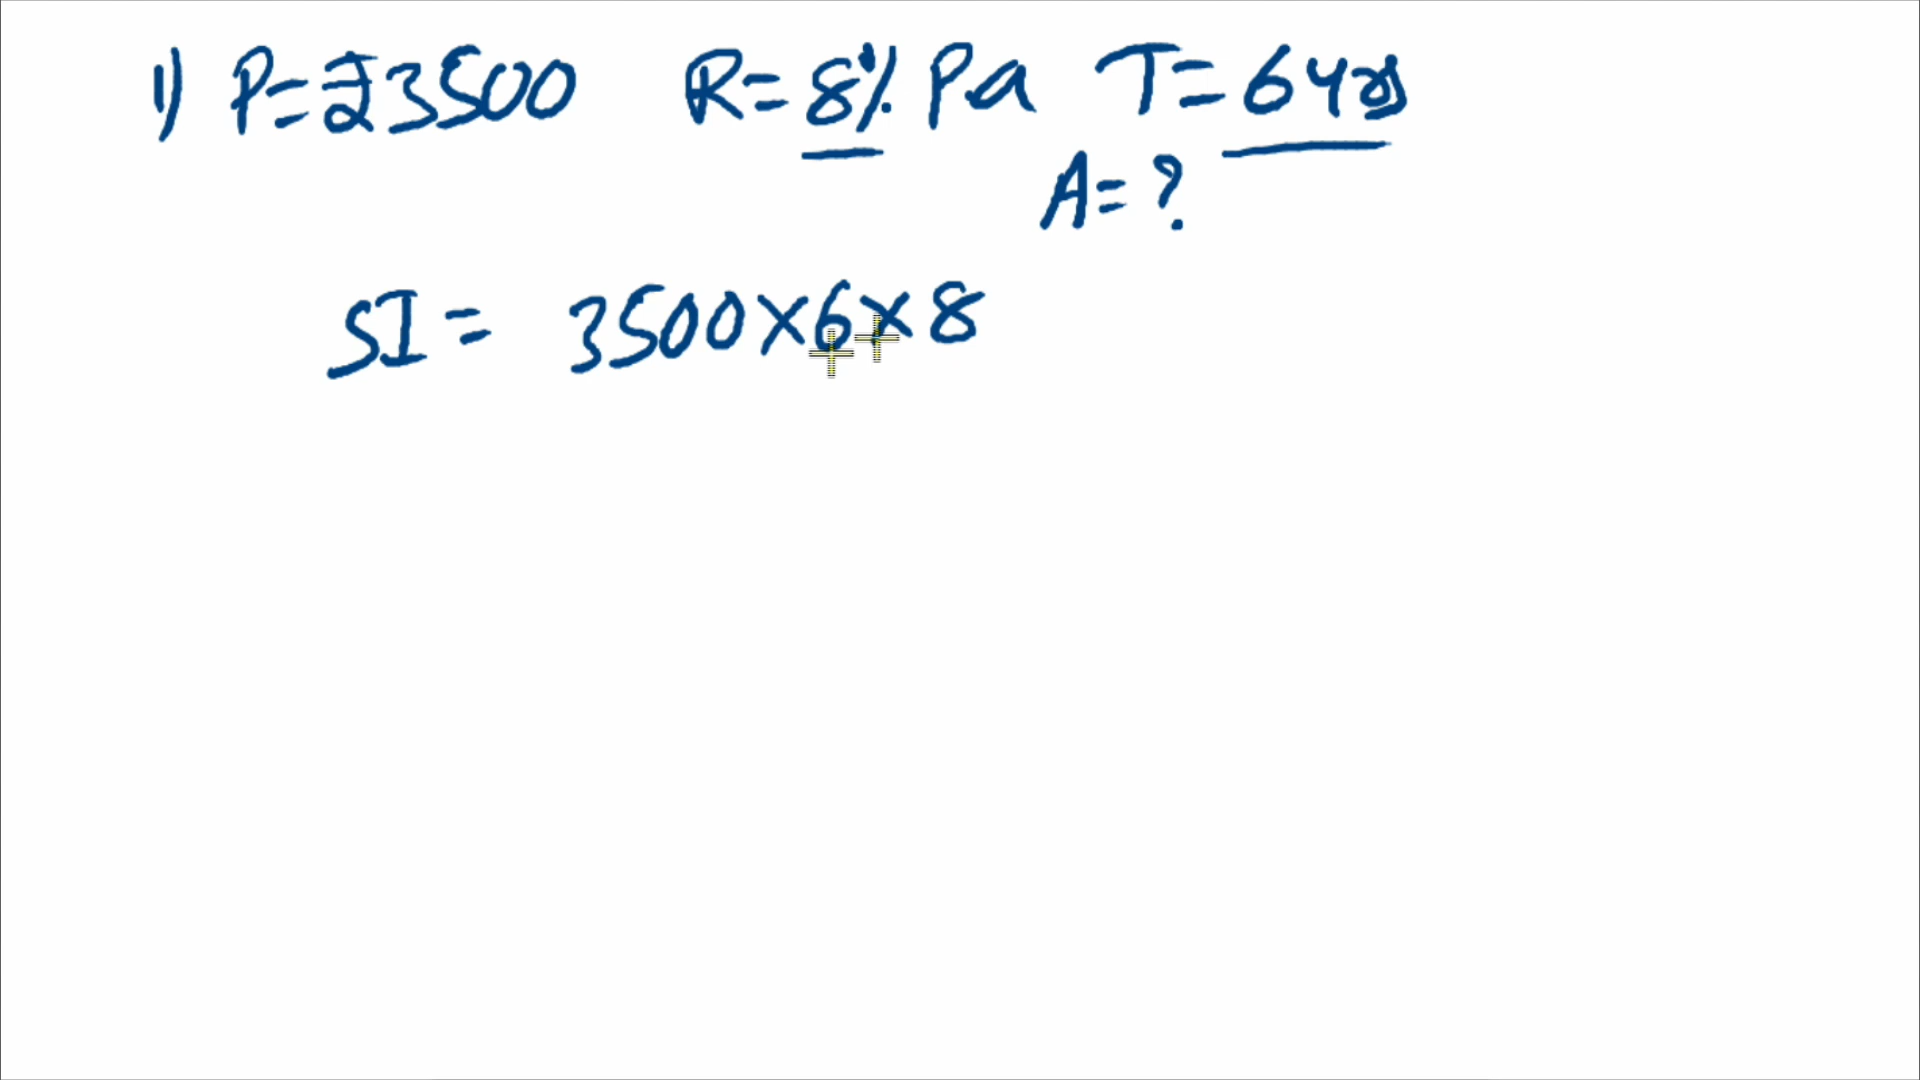 1) P=₹3500 R=8% Pa T=6yrs
A=?
SI= 3500×6×8